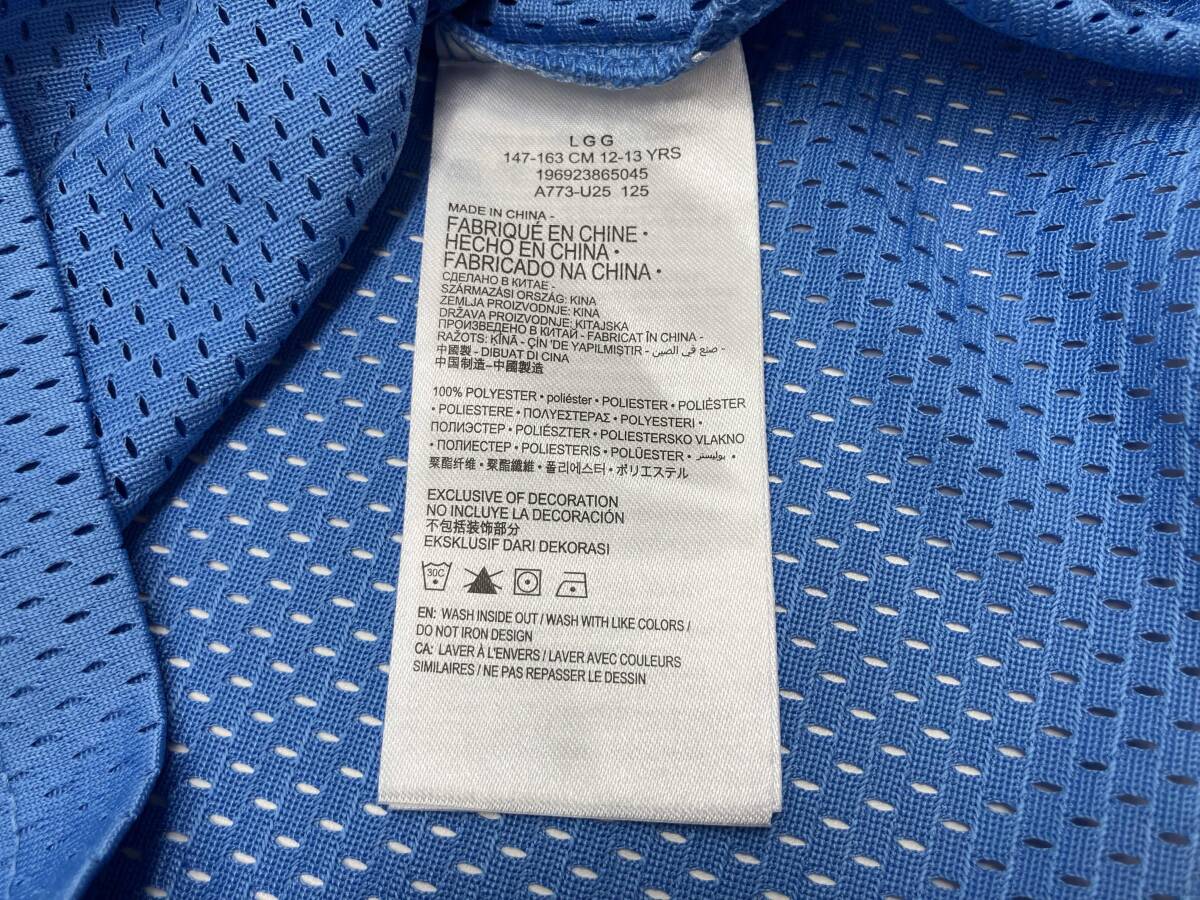 L G G
147-163 CM 12-13 YRS
196923865045
A773-U25 125
MADE IN CHINA -
FABRIQUÉ EN CHINE •
HECHO EN CHINA •
FABRICADO NA CHINA •
СДЕЛАНО В КИТАЕ -
SZÁRMAZÁSI ORSZÁG: KINA
ZEMLJA PROIZVODNJE: KINA
DRŽAVA PROIZVODNJE: KITAJSKA
ПРОИЗВЕДЕНО В КИТАЙ - FABRICAT ÎN CHINA -
RAŽOTS: ĶĪNĀ - ÇİN 'DE YAPILMIŞTIR - صنع في الصين -
中國製 - DIBUAT DI CINA
中国制造-中國製造
100% POLYESTER • poliéster • POLIESTER • POLIÉSTER
• POLIESTERE • ΠΟΛΥΕΣΤΕΡΑΣ • POLYESTERI •
ПОЛИЭСТЕР • POLIÉSZTER • POLIESTERSKO VLAKNO
• ПОЛИЕСТЕР • POLIESTERIS • POLÜESTER • بوليستر •
聚酯纤维 • 聚酯纖維 • 폴리에스터 • ポリエステル
EXCLUSIVE OF DECORATION
NO INCLUYE LA DECORACIÓN
不包括装饰部分
EKSKLUSIF DARI DEKORASI
30C
EN: WASH INSIDE OUT / WASH WITH LIKE COLORS /
DO NOT IRON DESIGN
CA: LAVER À L'ENVERS / LAVER AVEC COULEURS
SIMILAIRES / NE PAS REPASSER LE DESSIN